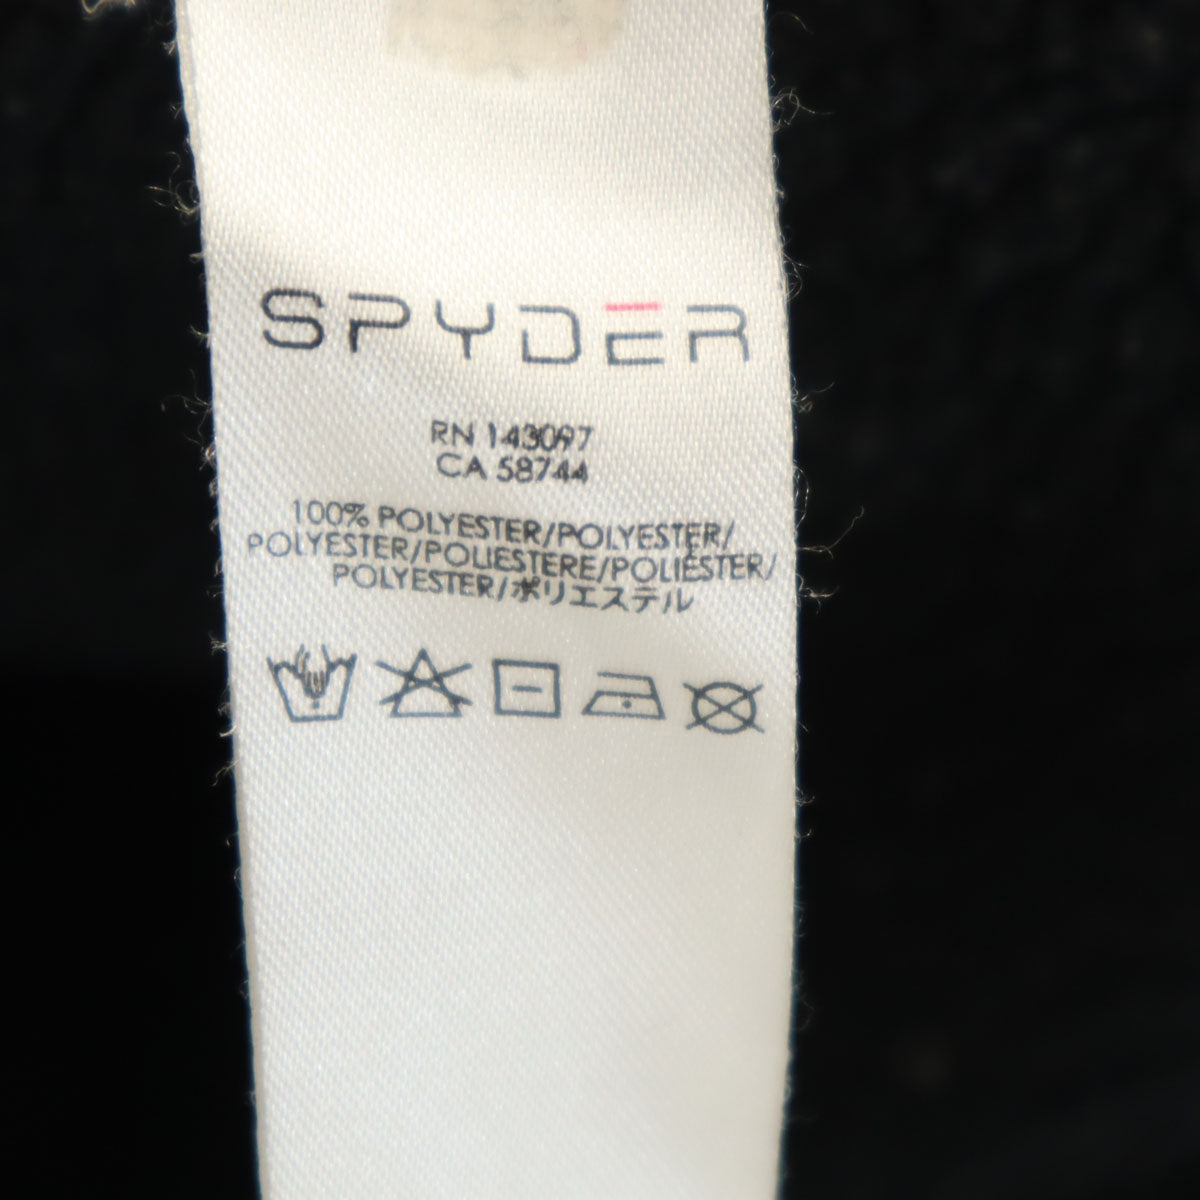 SPYDER
RN 143097
CA 58744
100% POLYESTER/POLYESTER/
POLYESTER/POLIESTERE/POLIÉSTER/
POLYESTER/ポリエステル